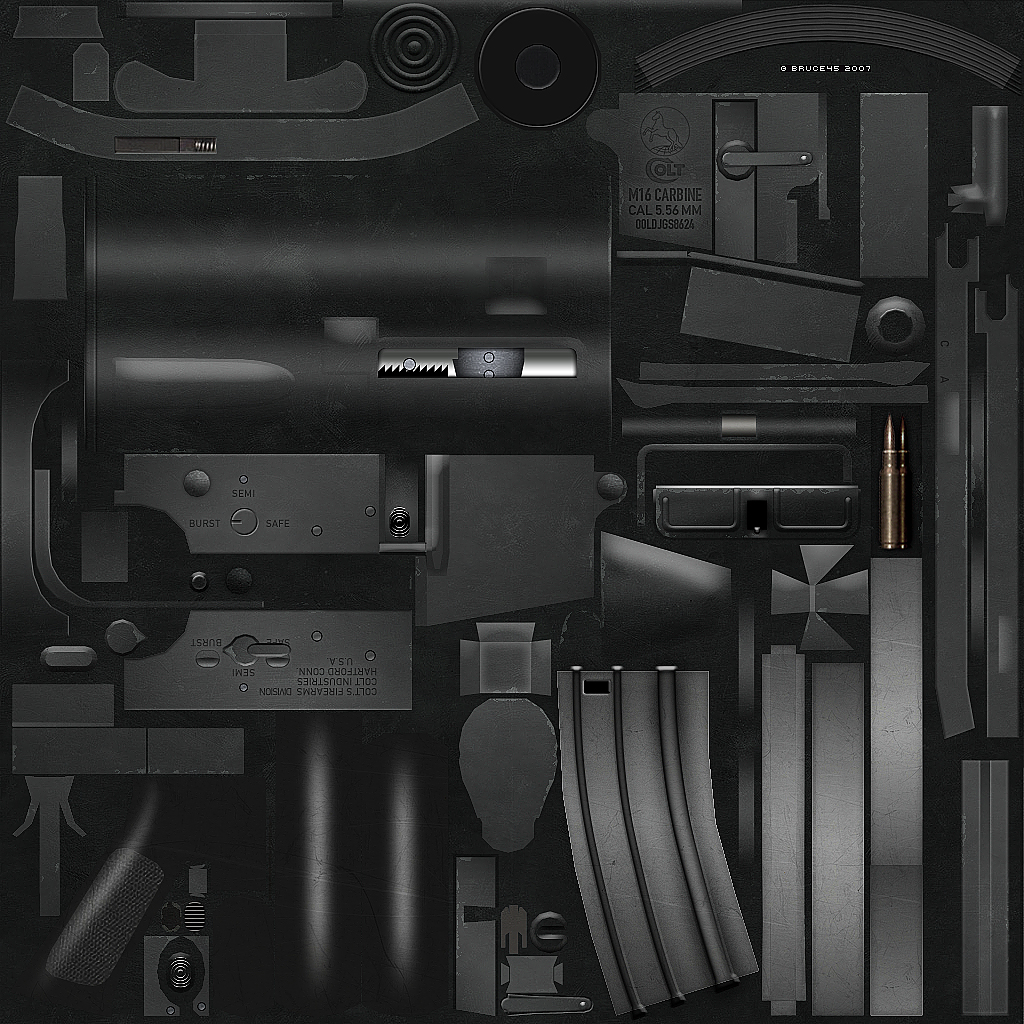 © BRUCE45 2007
COLT
M16 CARBINE
CAL 5.56 MM
00LDJGS8624
C
A
SEMI
BURST
SAFE
BURST
SAFE
SEMI
COLT'S FIREARMS DIVISION
COLT INDUSTRIES
HARTFORD CONN.
U.S.A